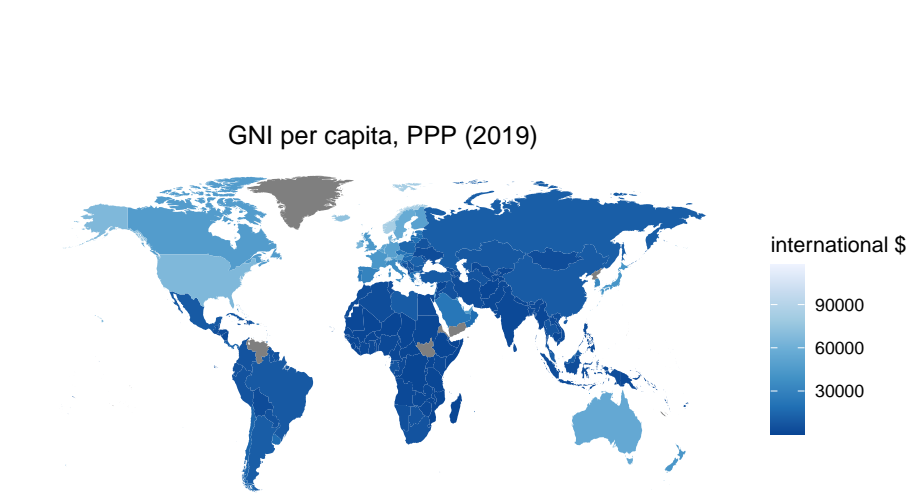 GNI per capita, PPP (2019)
international $
90000
60000
30000